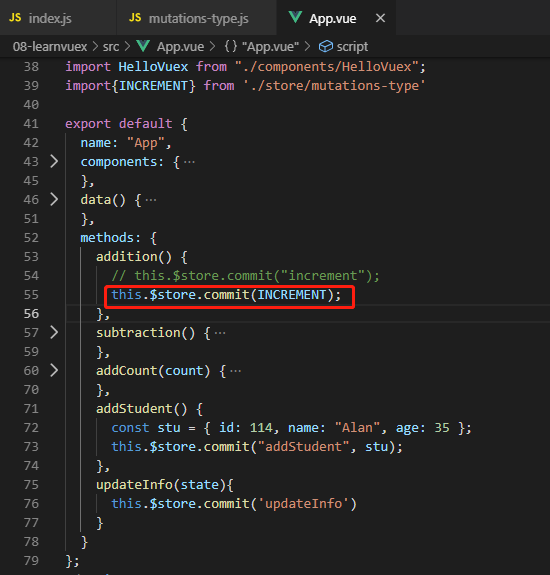 JS index.js JS mutations-type.js App.vue ×
08-learnvuex > src > App.vue > {} "App.vue" > script
38 import HelloVuex from "./components/HelloVuex";
39 import{INCREMENT} from './store/mutations-type'
40
41 export default {
42 name: "App",
43 components: { ...
45 },
46 data() { ...
51 },
52 methods: {
53 addition() {
54 // this.$store.commit("increment");
55 this.$store.commit(INCREMENT);
56 },
57 subtraction() { ...
59 },
60 addCount(count) { ...
70 },
71 addStudent() {
72 const stu = { id: 114, name: "Alan", age: 35 };
73 this.$store.commit("addStudent", stu);
74 },
75 updateInfo(state){
76 this.$store.commit('updateInfo')
77 }
78 }
79 };